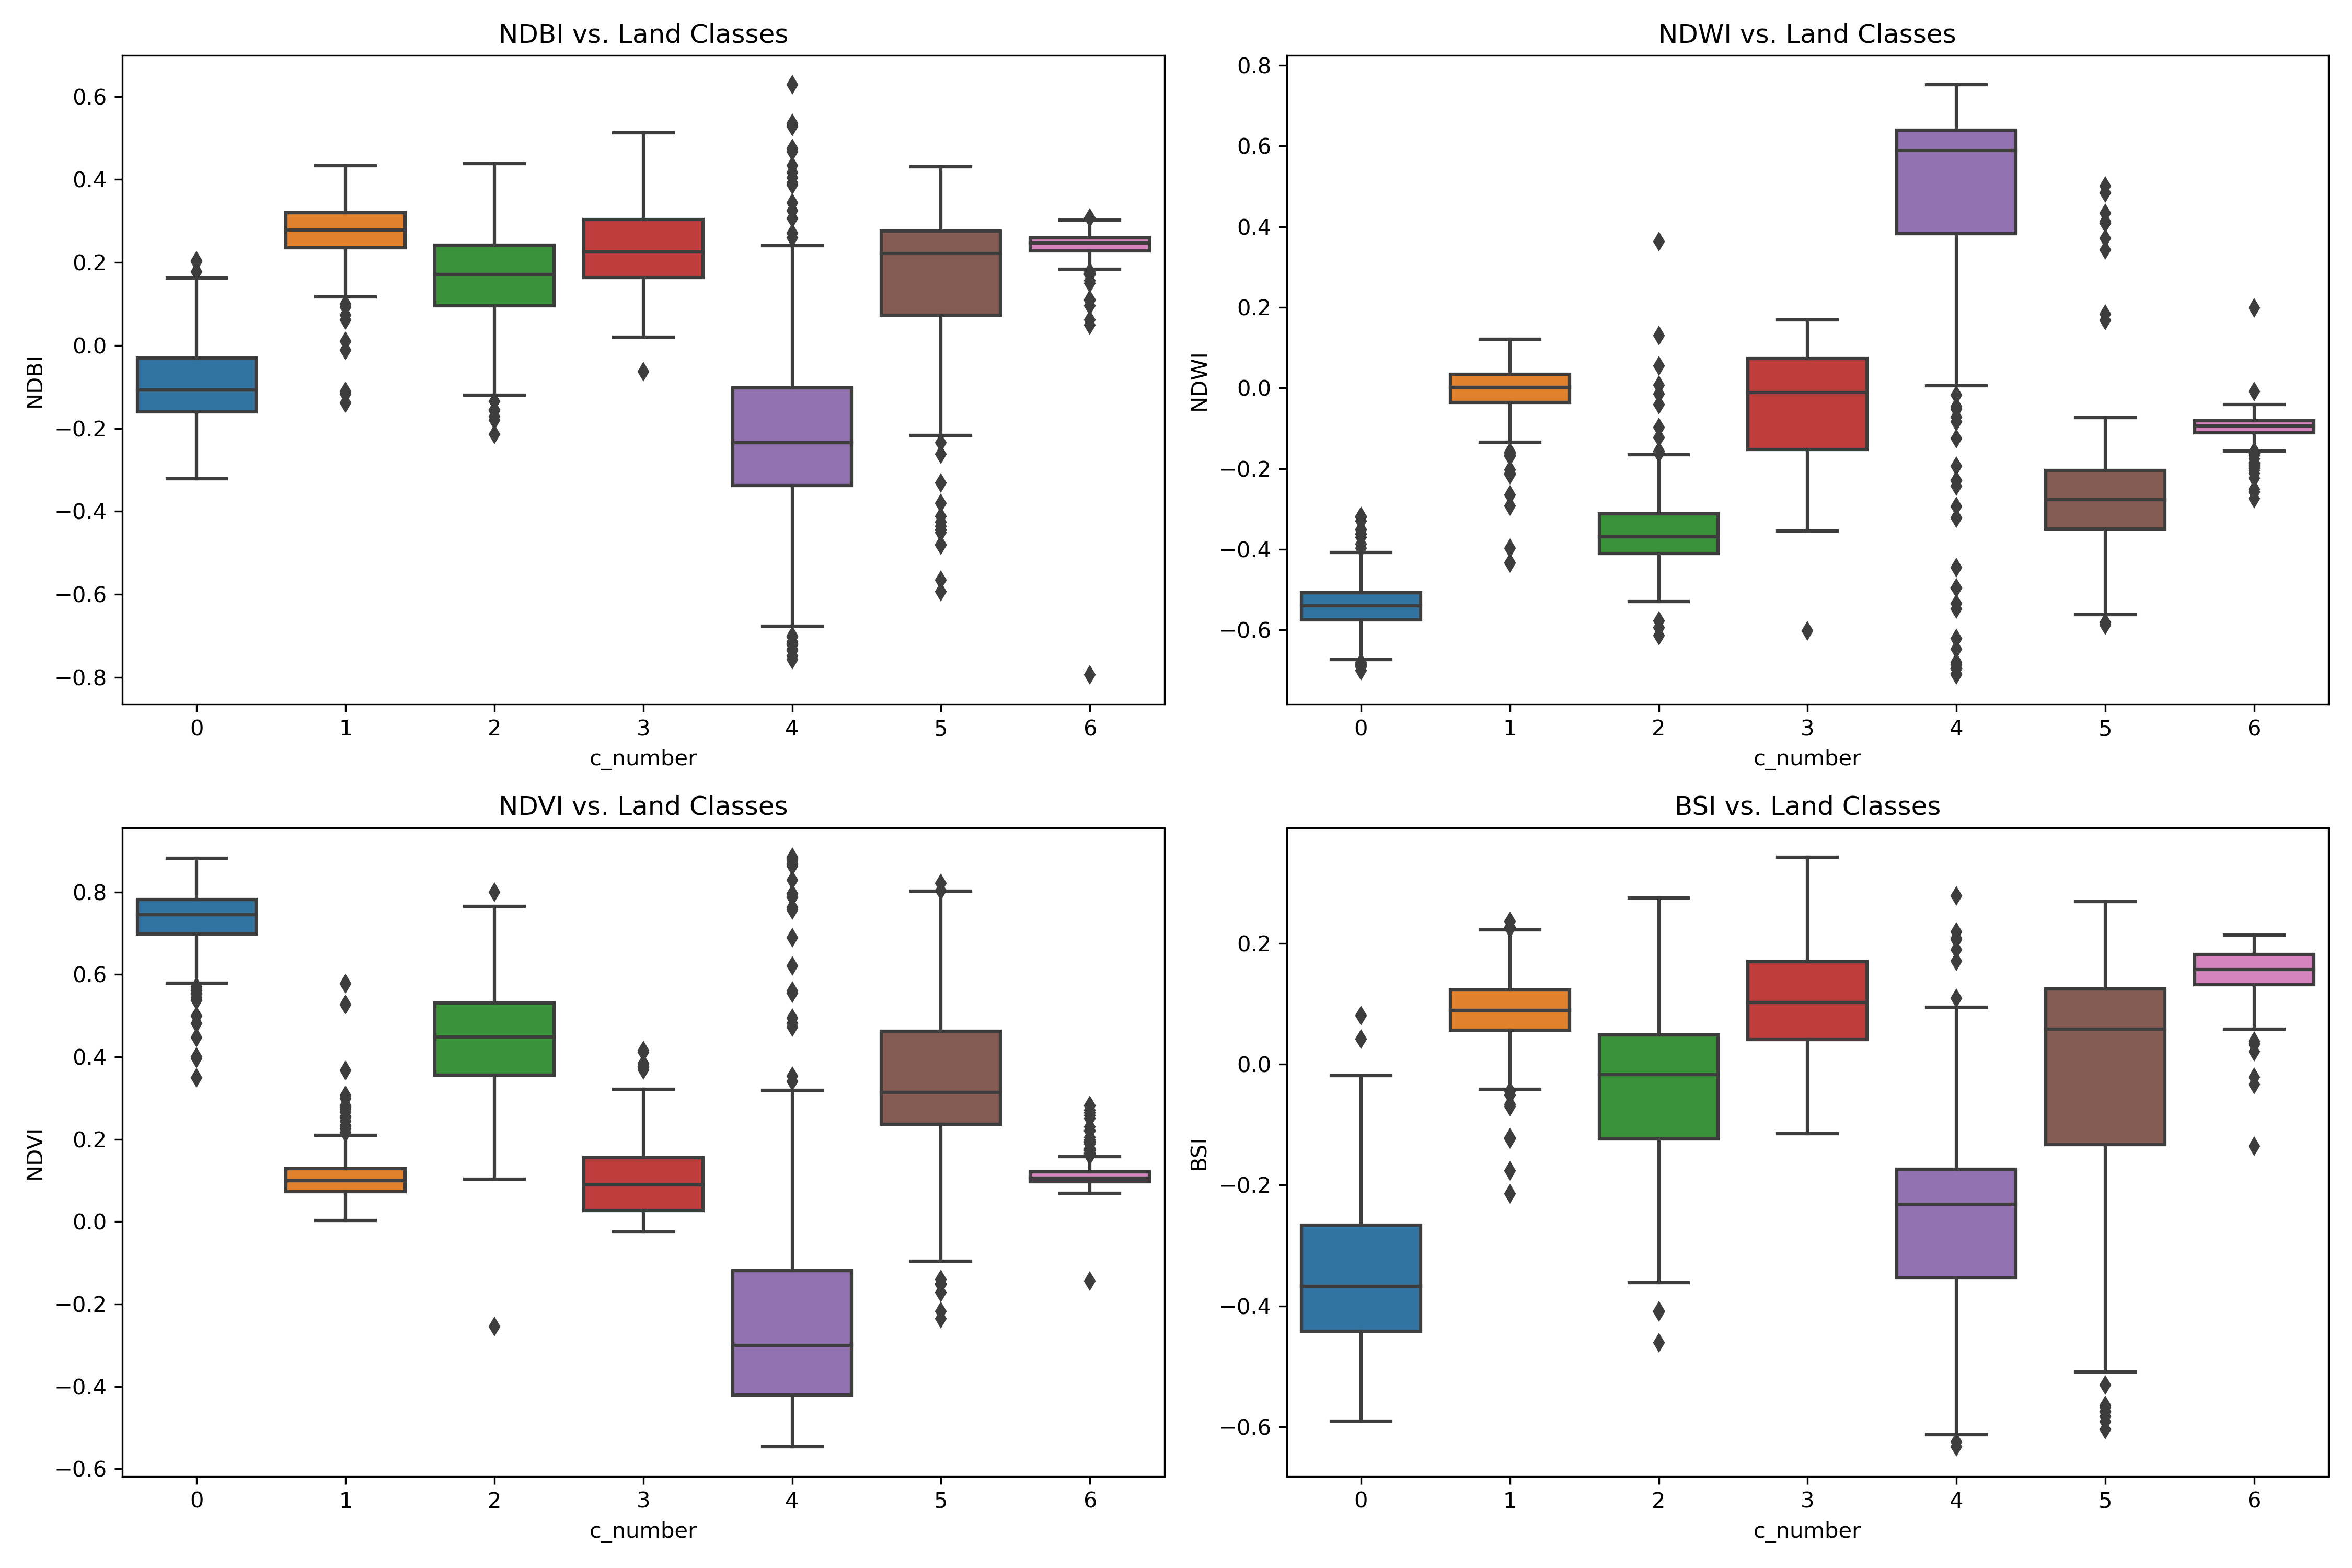 NDBI vs. Land Classes
NDBI
0.6
0.4
0.2
0.0
−0.2
−0.4
−0.6
−0.8
0 1 2 3 4 5 6
c_number
NDWI vs. Land Classes
NDWI
0.8
0.6
0.4
0.2
0.0
−0.2
−0.4
−0.6
0 1 2 3 4 5 6
c_number
NDVI vs. Land Classes
NDVI
0.8
0.6
0.4
0.2
0.0
−0.2
−0.4
−0.6
0 1 2 3 4 5 6
c_number
BSI vs. Land Classes
BSI
0.2
0.0
−0.2
−0.4
−0.6
0 1 2 3 4 5 6
c_number